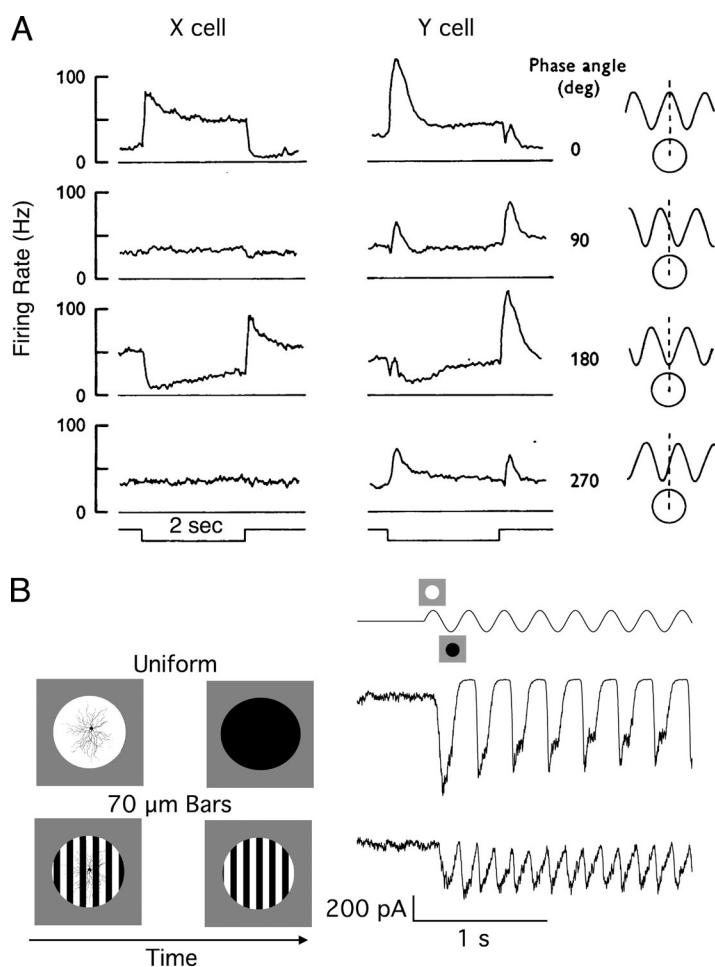 A
X cell
Y cell
Phase angle
(deg)
Firing Rate (Hz)
100
0
0
100
0
90
100
0
180
100
0
270
2 sec
B
Uniform
70 µm Bars
Time
200 pA
1 s